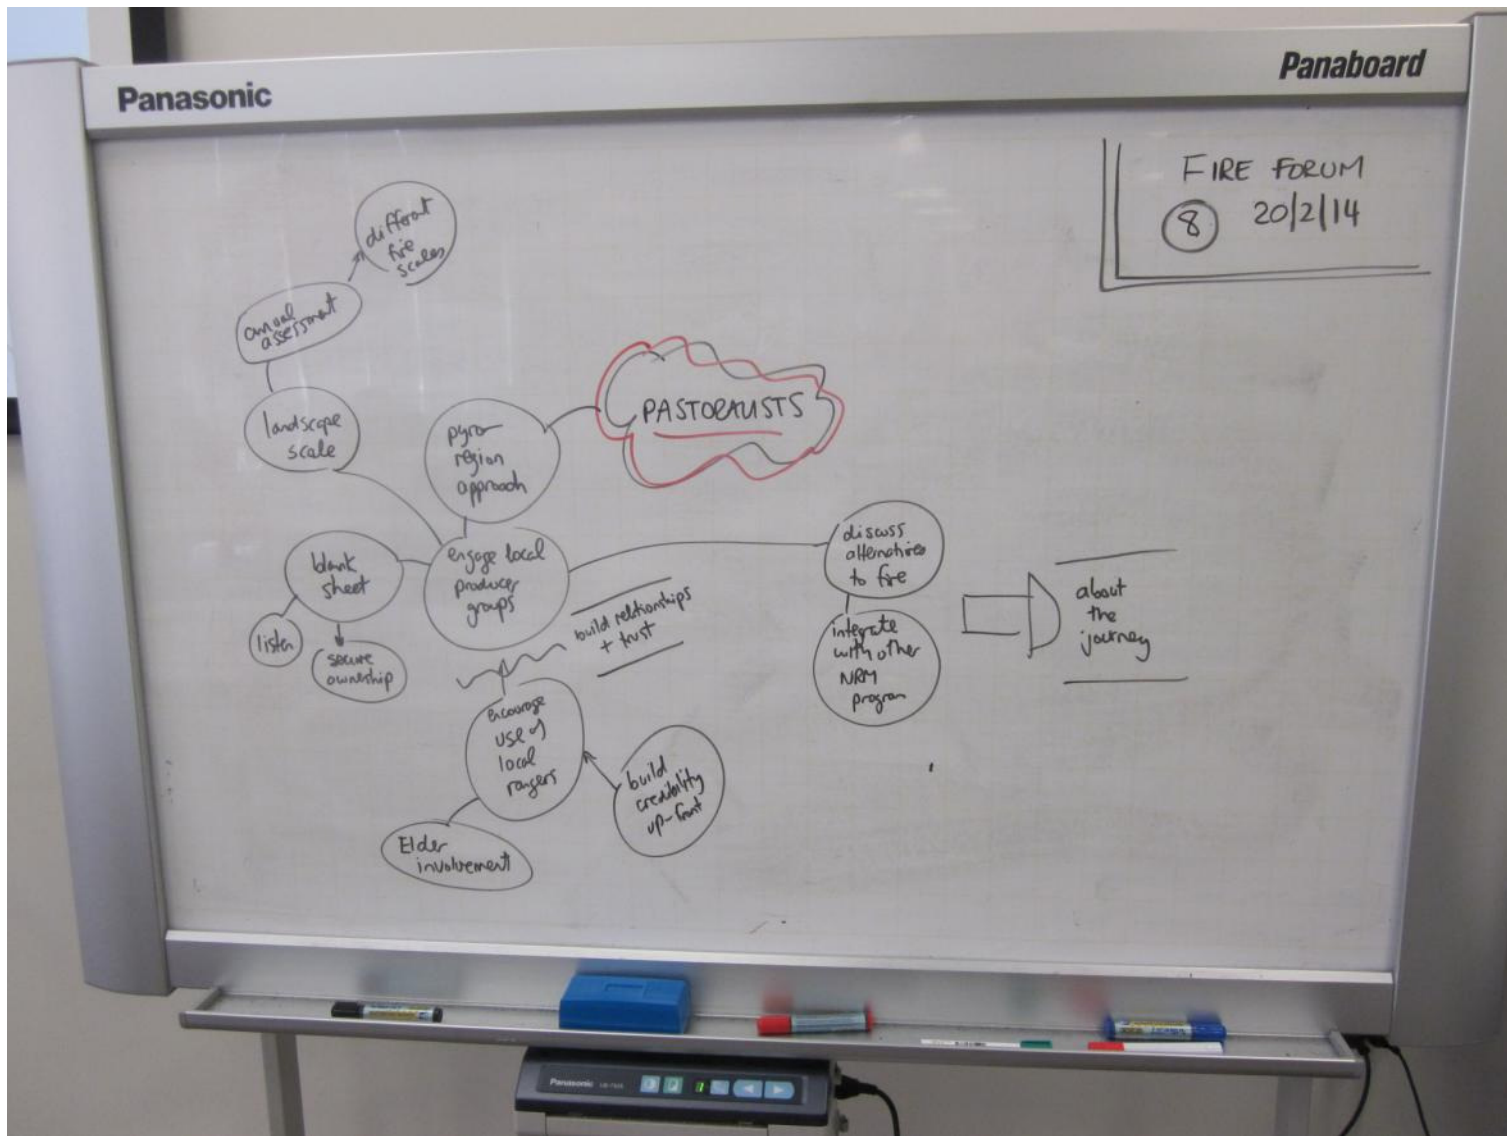 Panasonic
Panaboard
FIRE FORUM
8
20/2/14
different
fire
scales
annual
assessment
landscape
scale
pyro-
region
approach
PASTORALISTS
blank
sheet
listen
secure
ownership
engage local
producer
groups
build relationships
+ trust
discuss
alternatives
to fire
integrate
with other
NRM
program
about
the
journey
encourage
use of
local
rangers
build
credibility
up-front
Elder
involvement
Panasonic